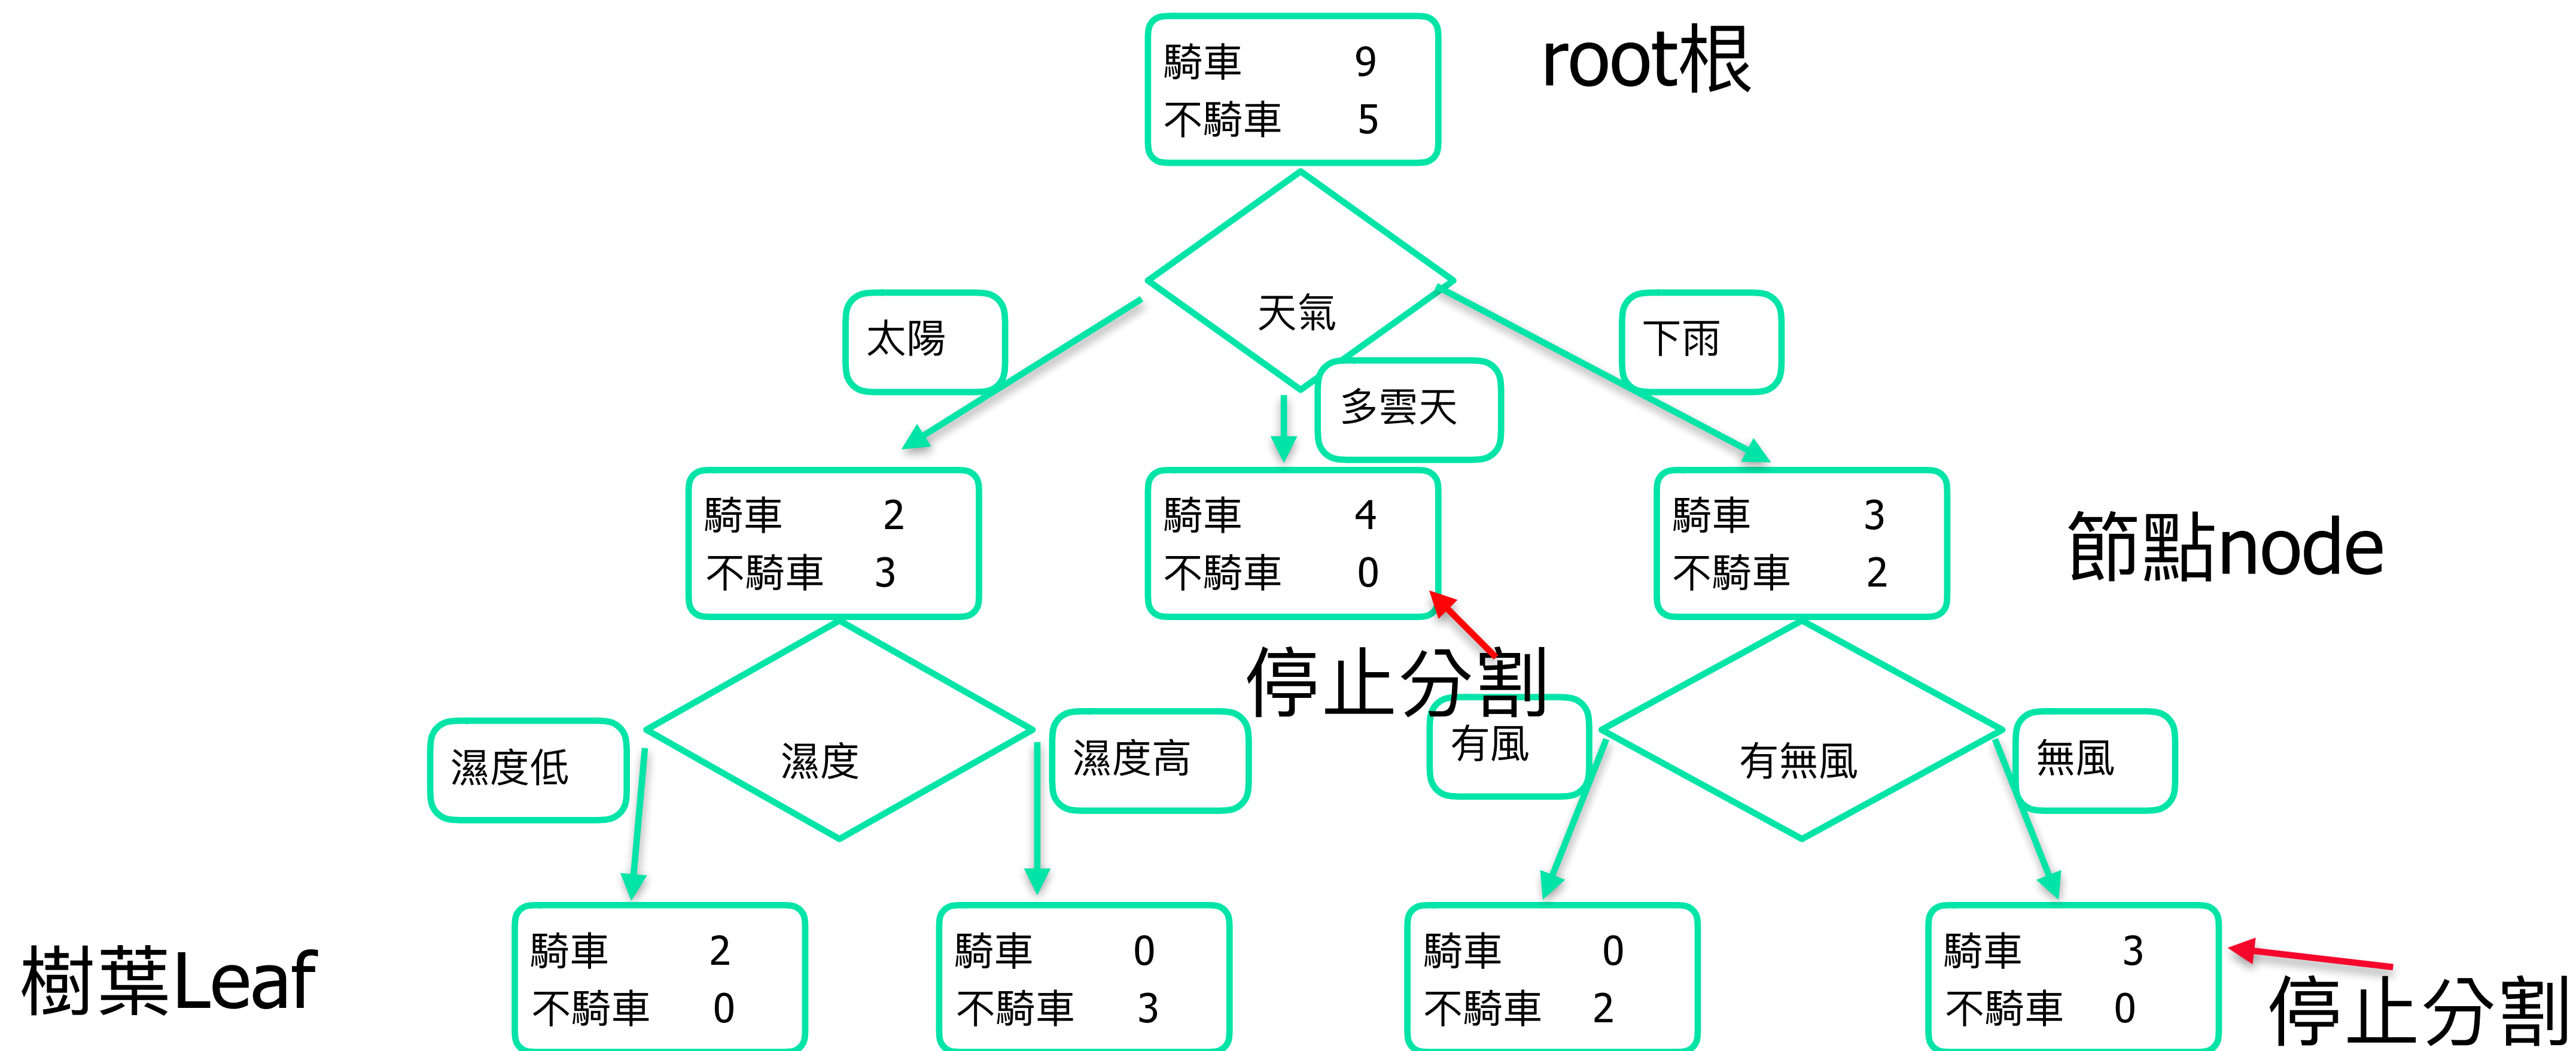 騎車 9
不騎車 5
root根
天氣
太陽
下雨
多雲天
騎車 2
不騎車 3
騎車 4
不騎車 0
騎車 3
不騎車 2
節點node
停止分割
濕度低
濕度
濕度高
有風
有無風
無風
樹葉Leaf
騎車 2
不騎車 0
騎車 0
不騎車 3
騎車 0
不騎車 2
騎車 3
不騎車 0
停止分割